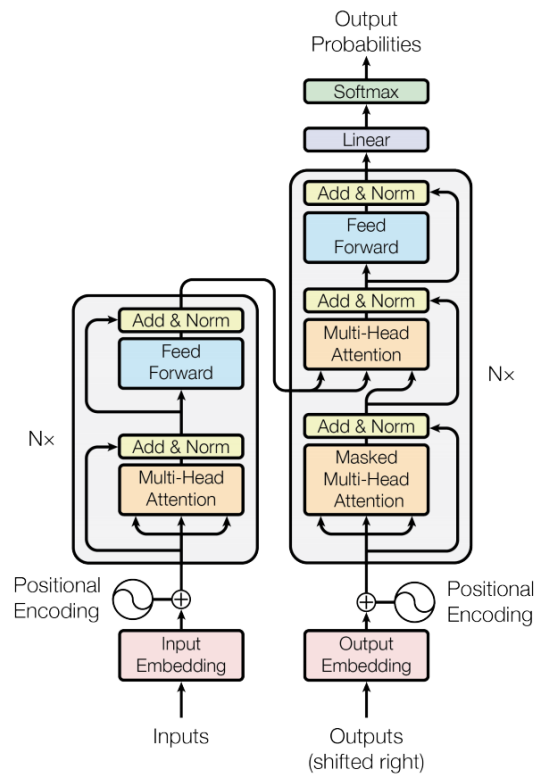 Output
Probabilities
Softmax
Linear
Add & Norm
Feed
Forward
Add & Norm
Multi-Head
Attention
Add & Norm
Masked
Multi-Head
Attention
N×
Add & Norm
Feed
Forward
Add & Norm
Multi-Head
Attention
N×
Positional
Encoding
Positional
Encoding
Input
Embedding
Output
Embedding
Inputs
Outputs
(shifted right)